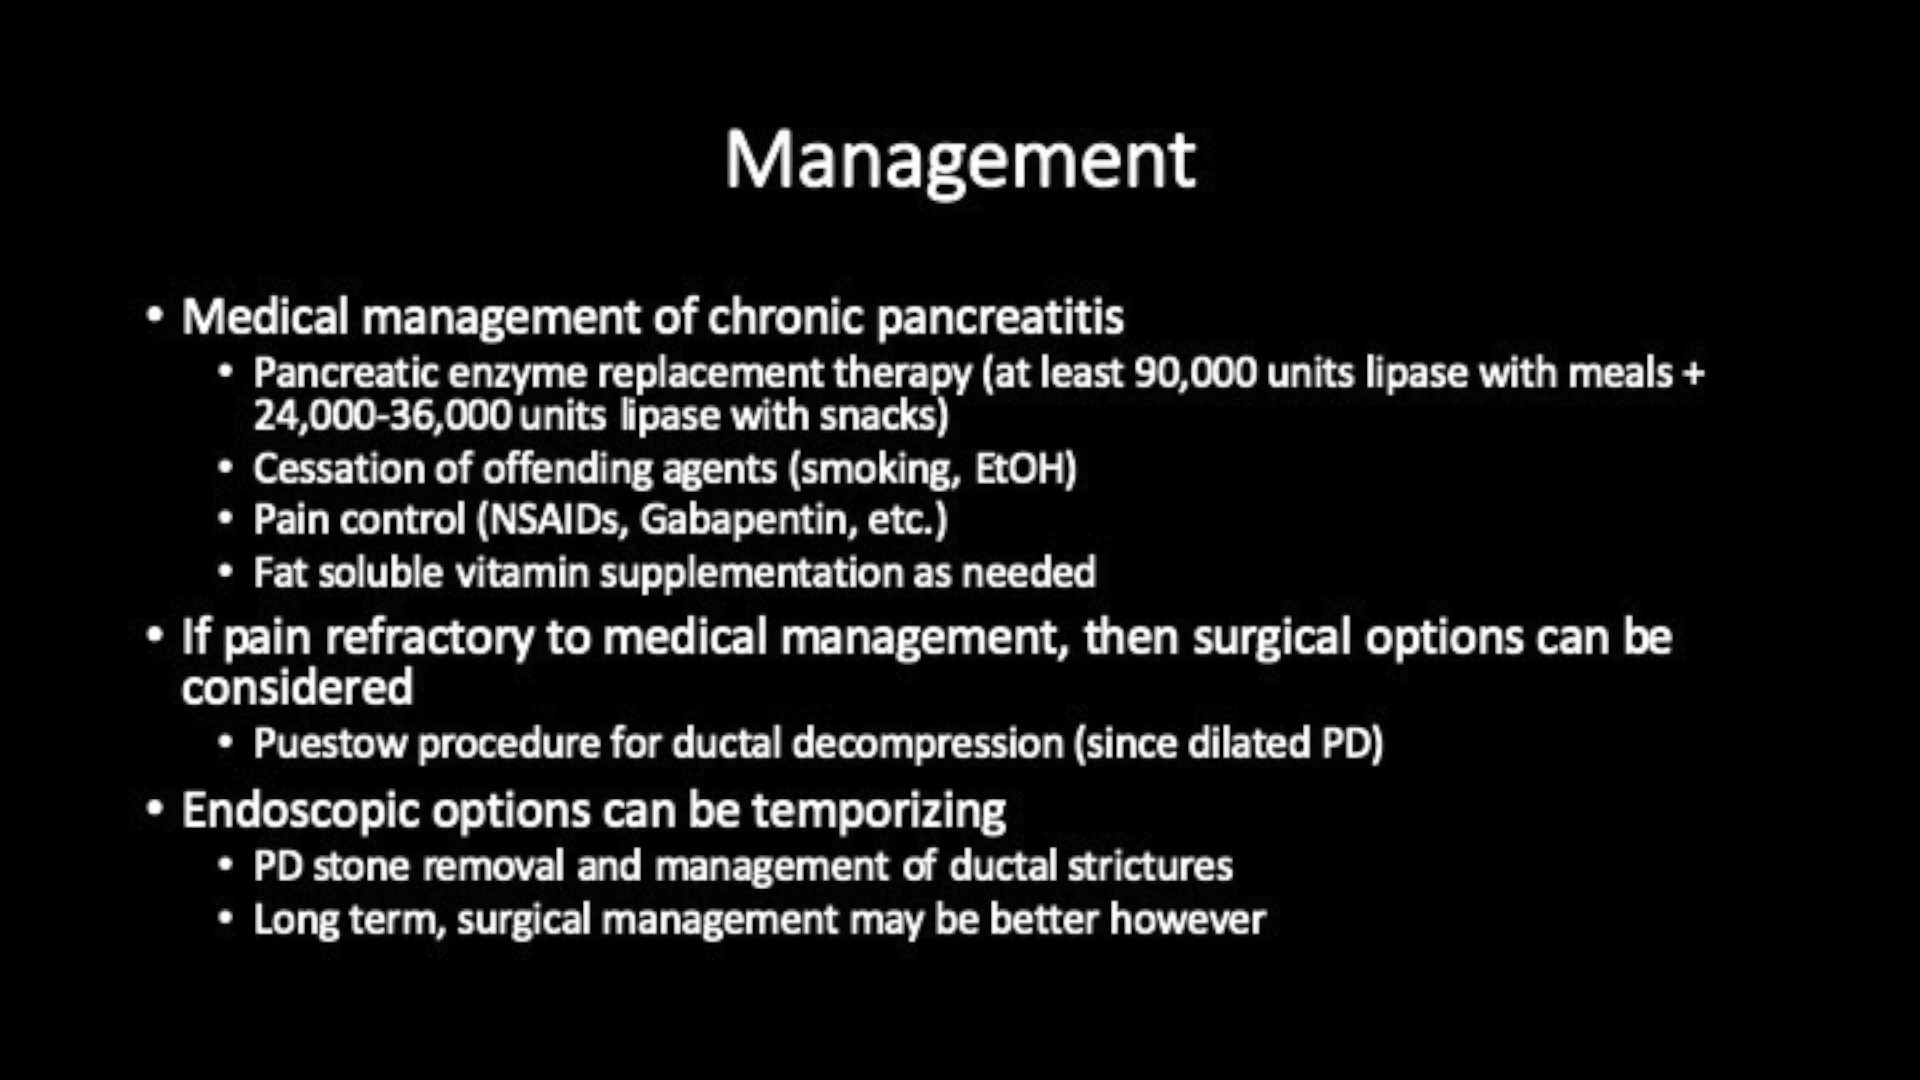 Management
• Medical management of chronic pancreatitis
• Pancreatic enzyme replacement therapy (at least 90,000 units lipase with meals +
24,000-36,000 units lipase with snacks)
• Cessation of offending agents (smoking, EtOH)
• Pain control (NSAIDs, Gabapentin, etc.)
• Fat soluble vitamin supplementation as needed
• If pain refractory to medical management, then surgical options can be
considered
• Puestow procedure for ductal decompression (since dilated PD)
• Endoscopic options can be temporizing
• PD stone removal and management of ductal strictures
• Long term, surgical management may be better however